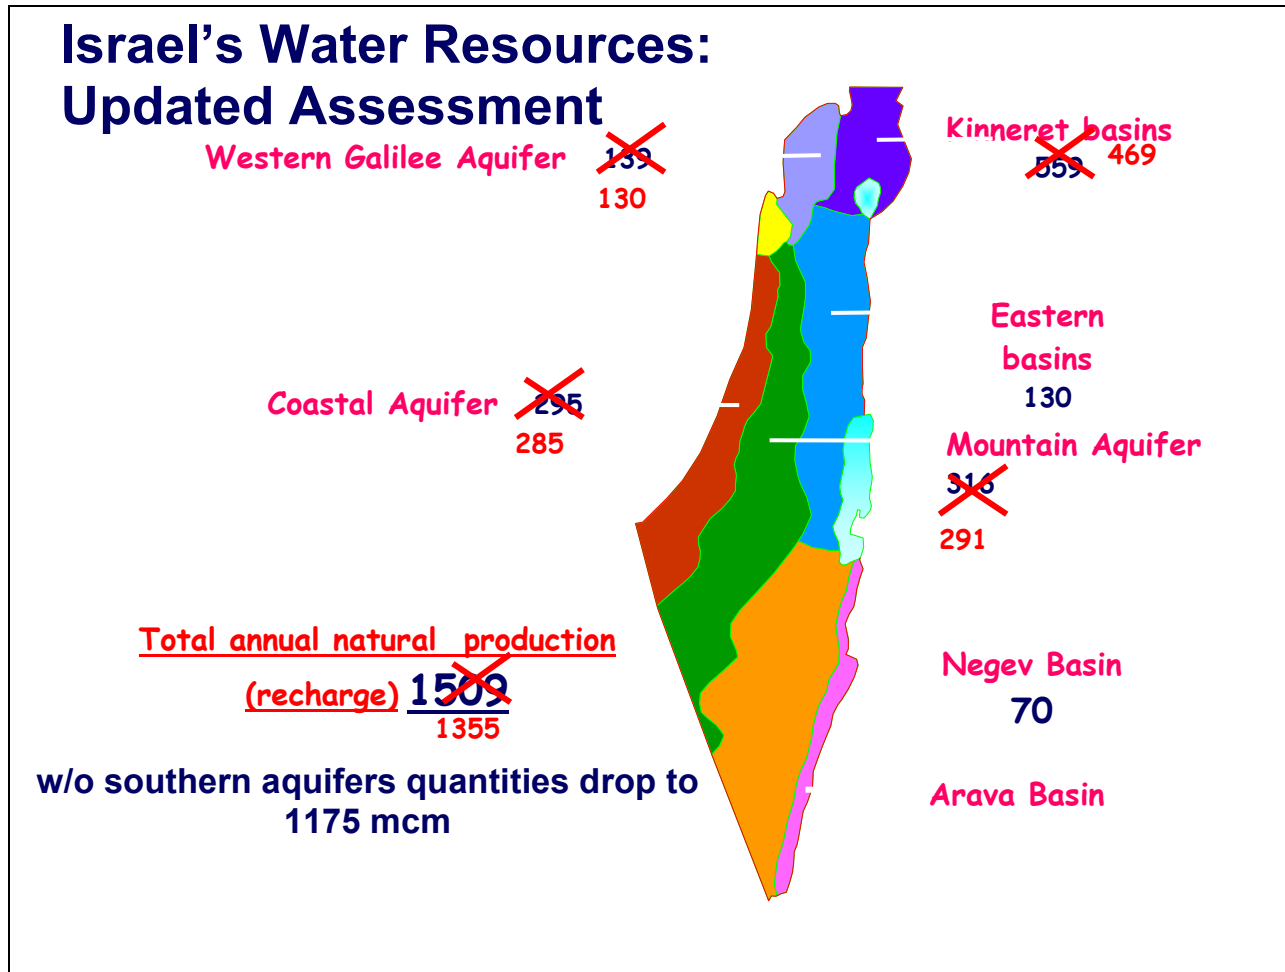 Israel’s Water Resources:
Updated Assessment
Western Galilee Aquifer 139
130
Kinneret basins
559 469
Eastern
basins
130
Coastal Aquifer 295
285
Mountain Aquifer
316
291
Total annual natural production
(recharge) 1509
1355
Negev Basin
70
w/o southern aquifers quantities drop to
1175 mcm
Arava Basin